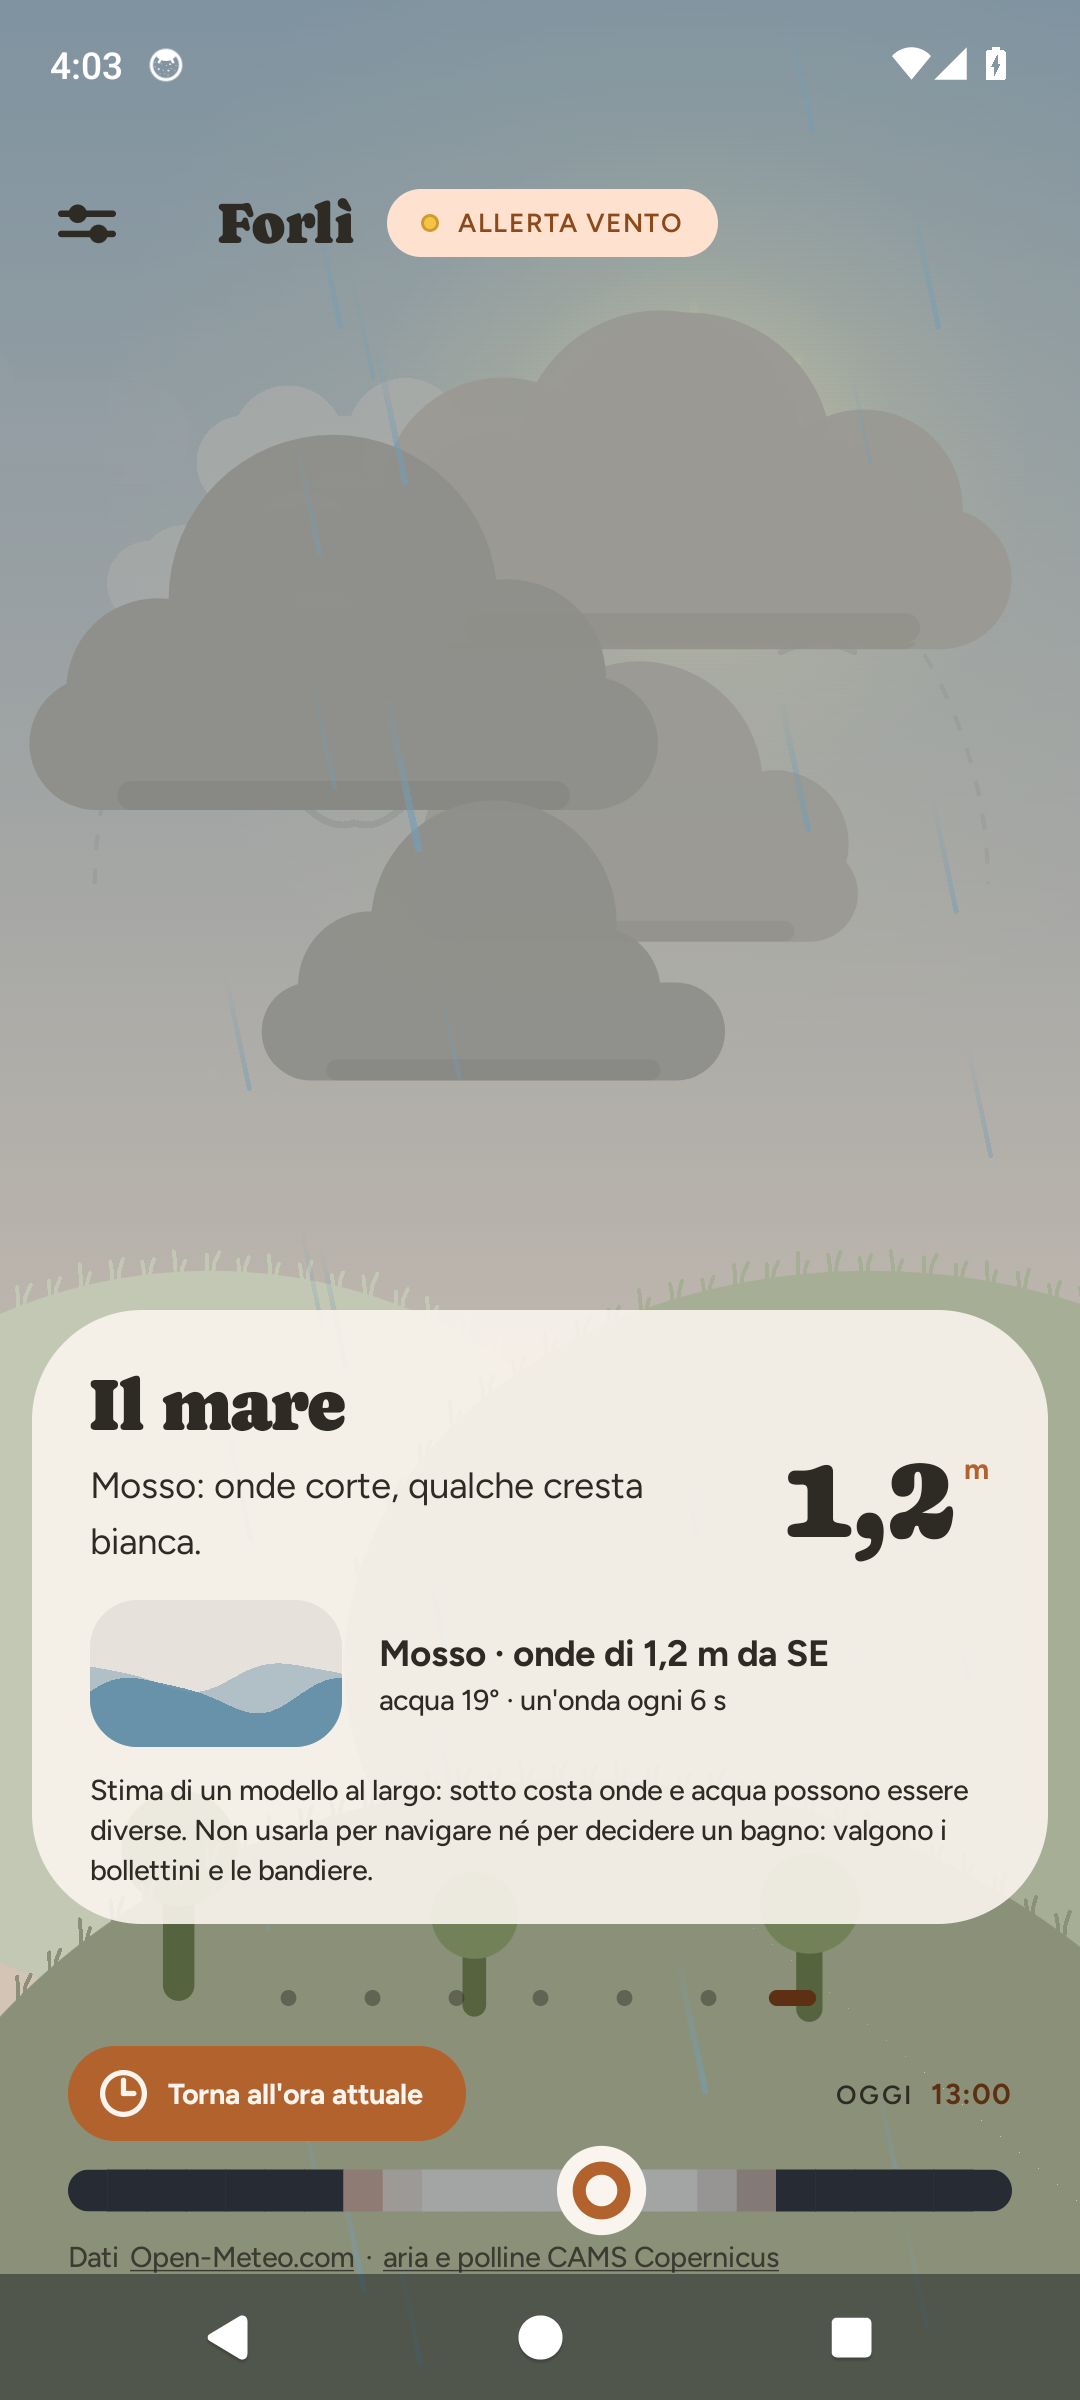 4:03
Forlì
ALLERTA VENTO
Il mare
Mosso: onde corte, qualche cresta
bianca.
1,2 m
Mosso · onde di 1,2 m da SE
acqua 19° · un'onda ogni 6 s
Stima di un modello al largo: sotto costa onde e acqua possono essere
diverse. Non usarla per navigare né per decidere un bagno: valgono i
bollettini e le bandiere.
Torna all'ora attuale
OGGI 13:00
Dati Open-Meteo.com · aria e polline CAMS Copernicus